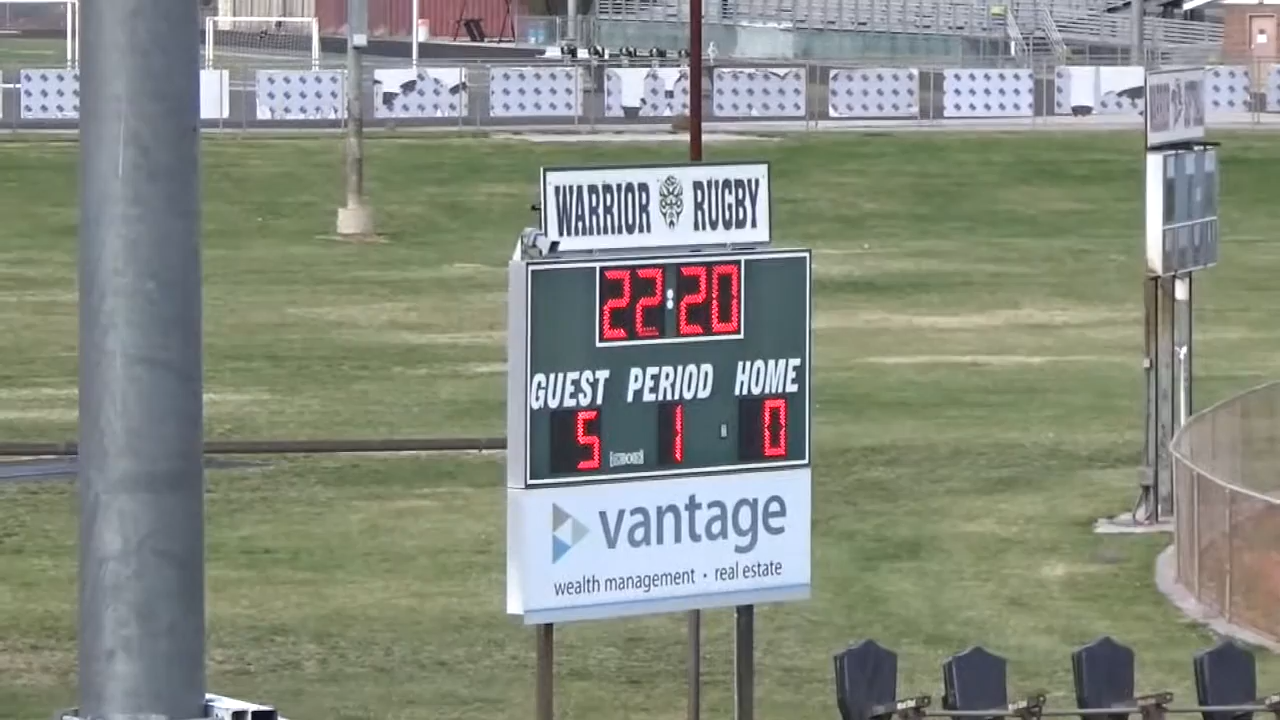 WARRIOR RUGBY
22:20
GUEST PERIOD HOME
5 1 0
vantage
wealth management • real estate